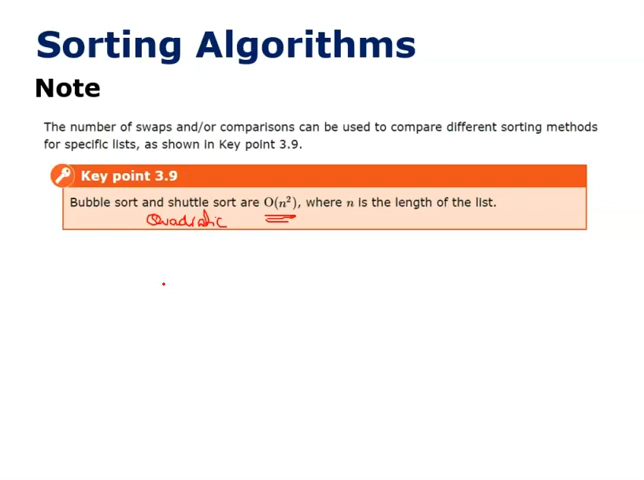 Sorting Algorithms
Note
The number of swaps and/or comparisons can be used to compare different sorting methods
for specific lists, as shown in Key point 3.9.
Key point 3.9
Bubble sort and shuttle sort are O(n²), where n is the length of the list.
Quadratic